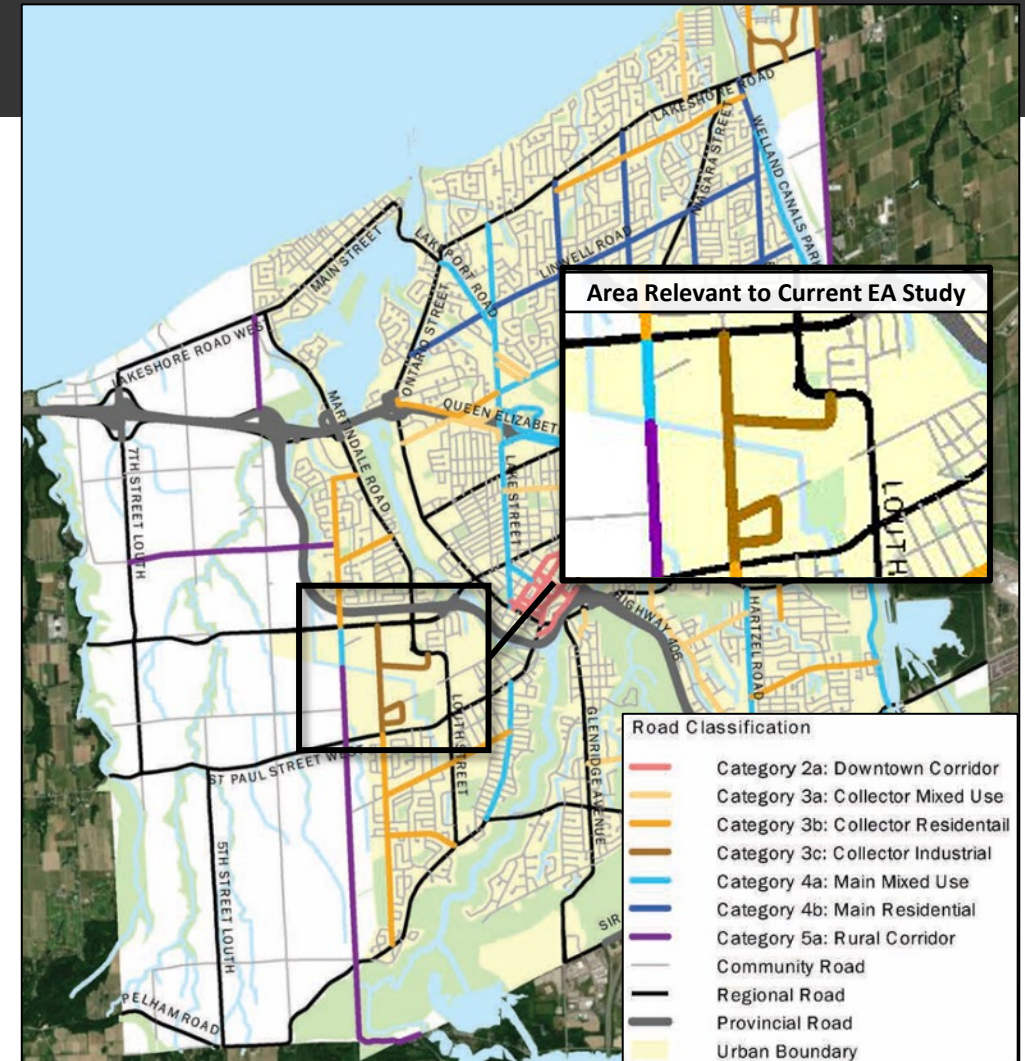 LAKESHORE ROAD
NIAGARA STREET
WELLAND CANALS PAR
MAIN STREET
LAKEPORT ROAD
LINWELL ROAD
ONTARIO STREET
Area Relevant to Current EA Study
LOUTH
LAKESHORE ROAD WEST
MARTINDALE ROAD
QUEEN ELIZABET
7TH STREET LOUTH
LAKE STREET
HIGHWAY 406
HARTZEL ROAD
LOUTH STREET
GLENRIDGE AVENUE
ST PAUL STREET WEST
5TH STREET LOUTH
SIR
PELHAM ROAD
Road Classification
Category 2a: Downtown Corridor
Category 3a: Collector Mixed Use
Category 3b: Collector Residentail
Category 3c: Collector Industrial
Category 4a: Main Mixed Use
Category 4b: Main Residential
Category 5a: Rural Corridor
Community Road
Regional Road
Provincial Road
Urban Boundary